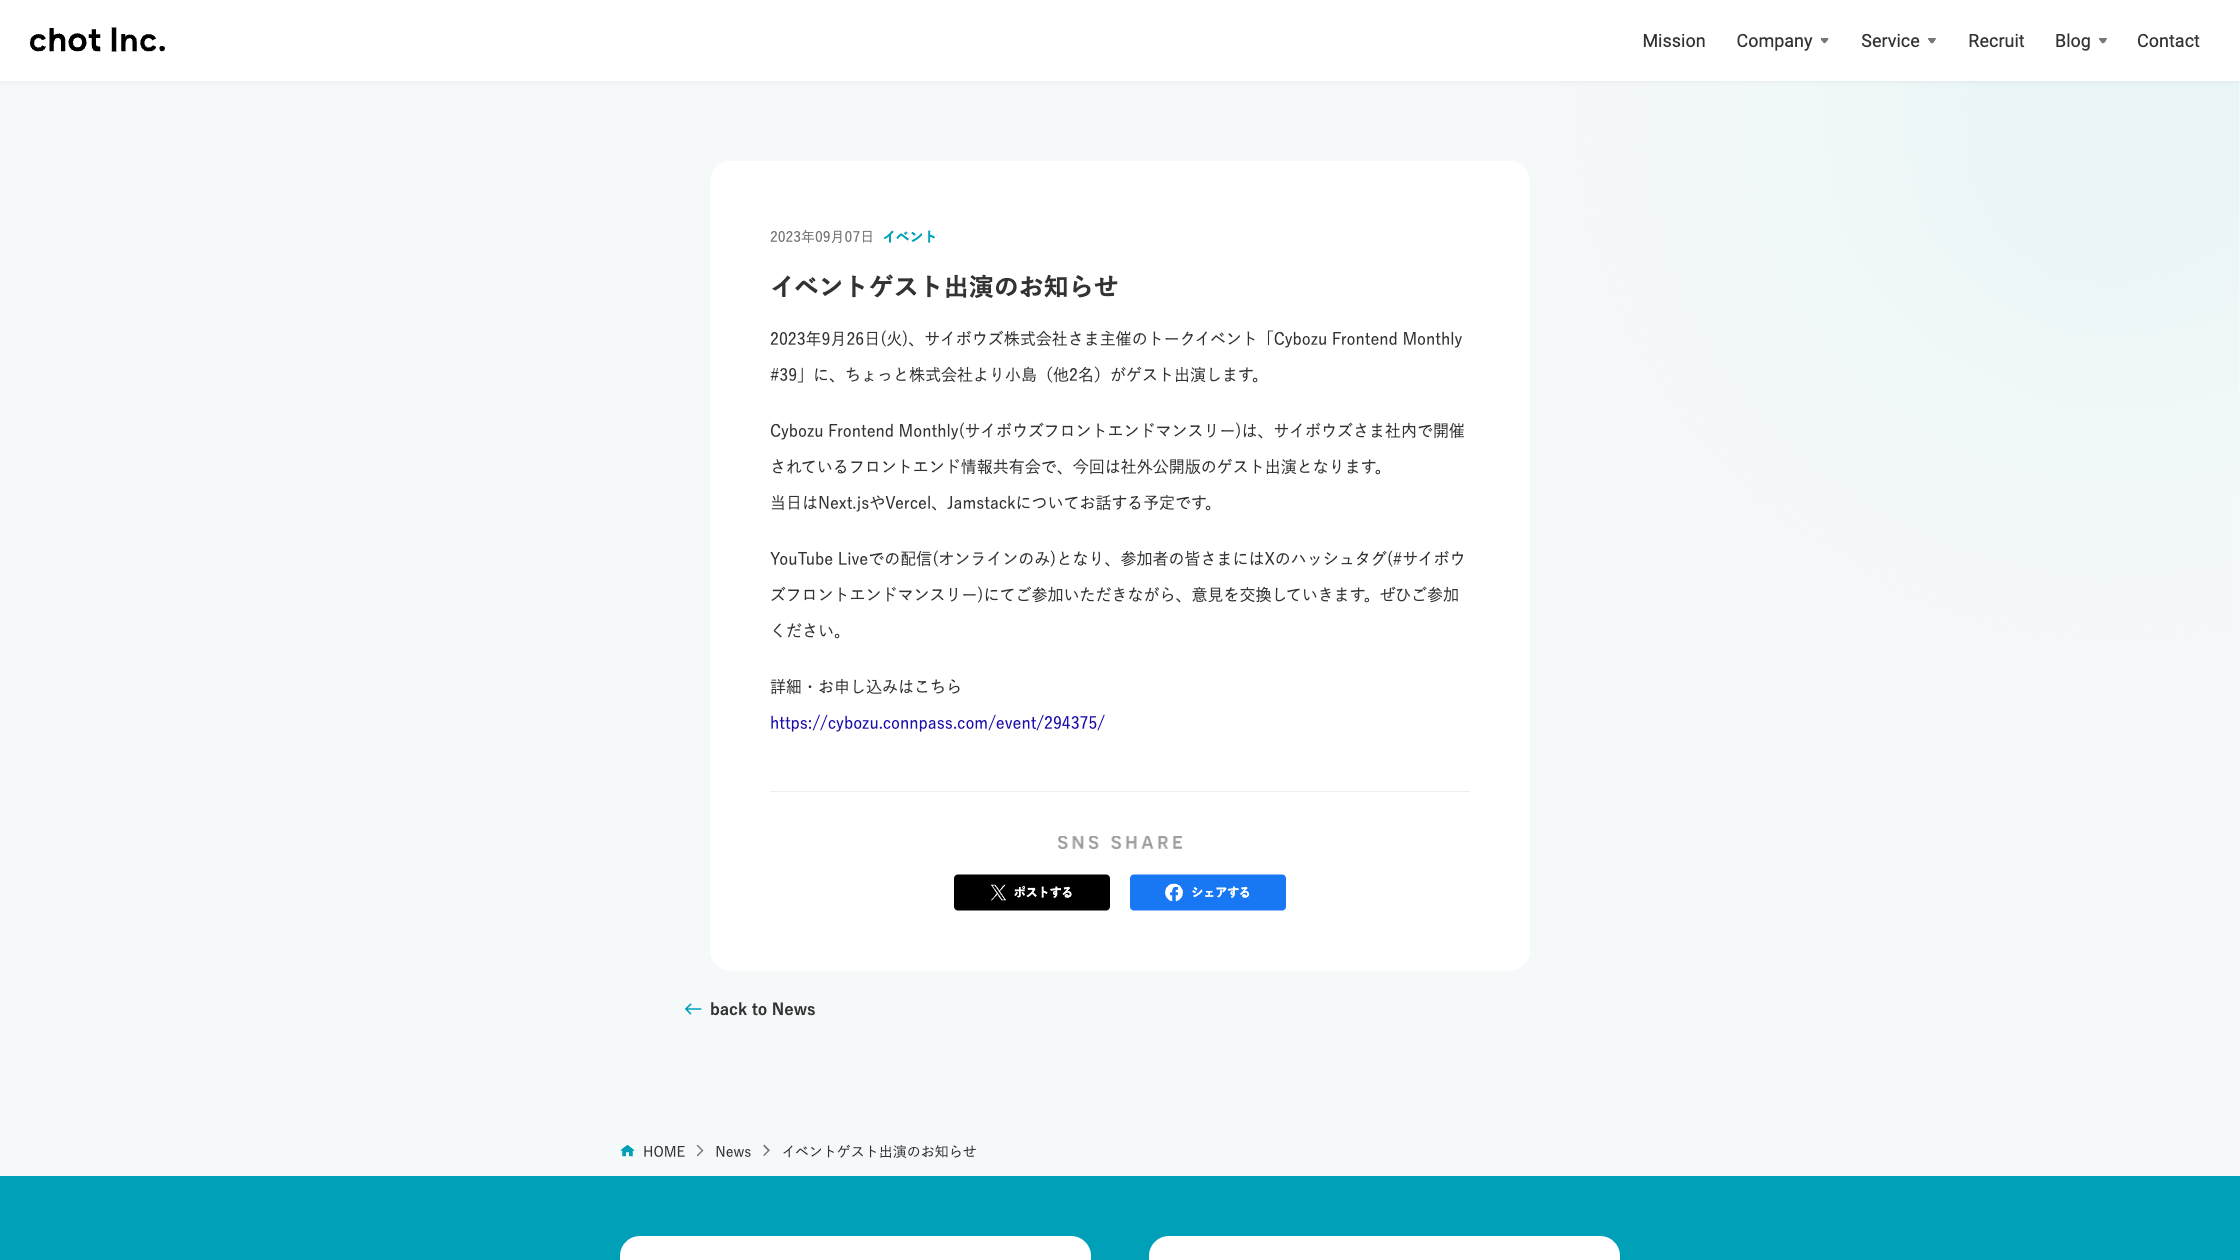 chot Inc.
Mission Company Service Recruit Blog Contact
2023年09月07日 イベント
イベントゲスト出演のお知らせ
2023年9月26日(火)、サイボウズ株式会社さま主催のトークイベント「Cybozu Frontend Monthly
#39」に、ちょっと株式会社より小島（他2名）がゲスト出演します。
Cybozu Frontend Monthly(サイボウズフロントエンドマンスリー)は、サイボウズさま社内で開催
されているフロントエンド情報共有会で、今回は社外公開版のゲスト出演となります。
当日はNext.jsやVercel、Jamstackについてお話する予定です。
YouTube Liveでの配信(オンラインのみ)となり、参加者の皆さまにはXのハッシュタグ(#サイボウ
ズフロントエンドマンスリー)にてご参加いただきながら、意見を交換していきます。ぜひご参加
ください。
詳細・お申し込みはこちら
https://cybozu.connpass.com/event/294375/
SNS SHARE
ポストする シェアする
back to News
HOME News イベントゲスト出演のお知らせ